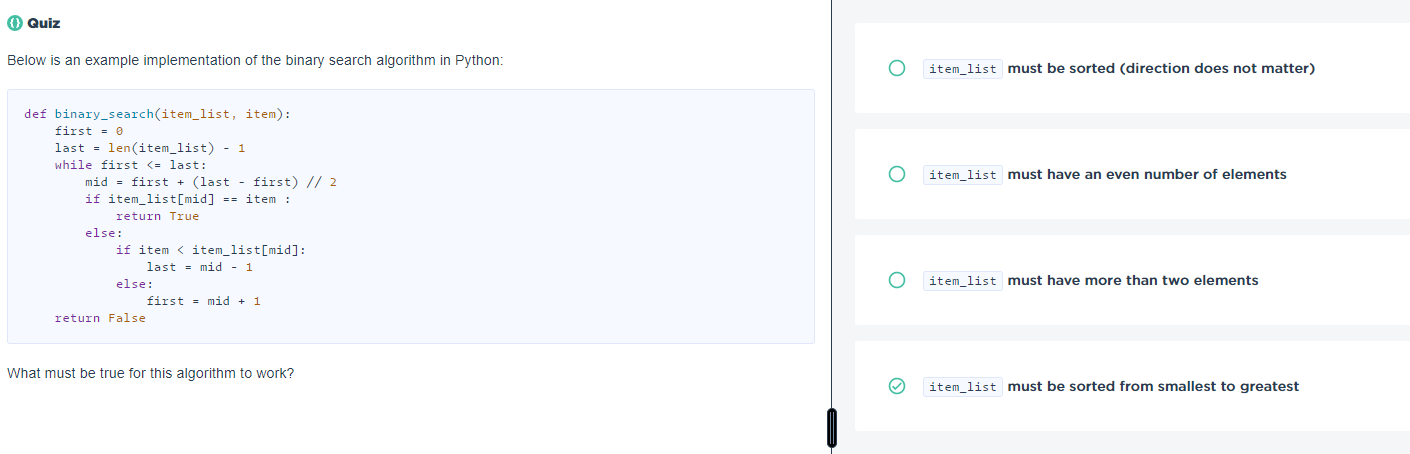 Quiz
Below is an example implementation of the binary search algorithm in Python:
def binary_search(item_list, item):
    first = 0
    last = len(item_list) - 1
    while first <= last:
        mid = first + (last - first) // 2
        if item_list[mid] == item :
            return True
        else:
            if item < item_list[mid]:
                last = mid - 1
            else:
                first = mid + 1
    return False
What must be true for this algorithm to work?
item_list must be sorted (direction does not matter)
item_list must have an even number of elements
item_list must have more than two elements
item_list must be sorted from smallest to greatest